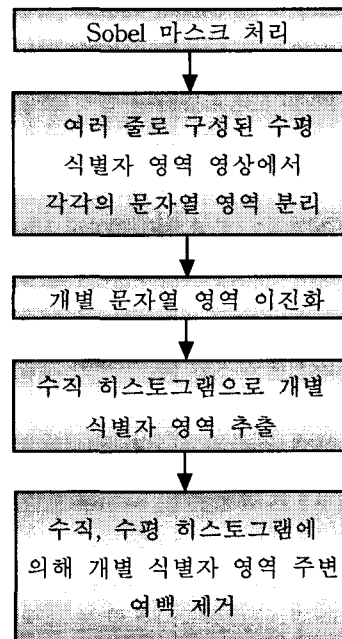 Sobel 마스크 처리
여러 줄로 구성된 수평
식별자 영역 영상에서
각각의 문자열 영역 분리
개별 문자열 영역 이진화
수직 히스토그램으로 개별
식별자 영역 추출
수직, 수평 히스토그램에
의해 개별 식별자 영역 주변
여백 제거